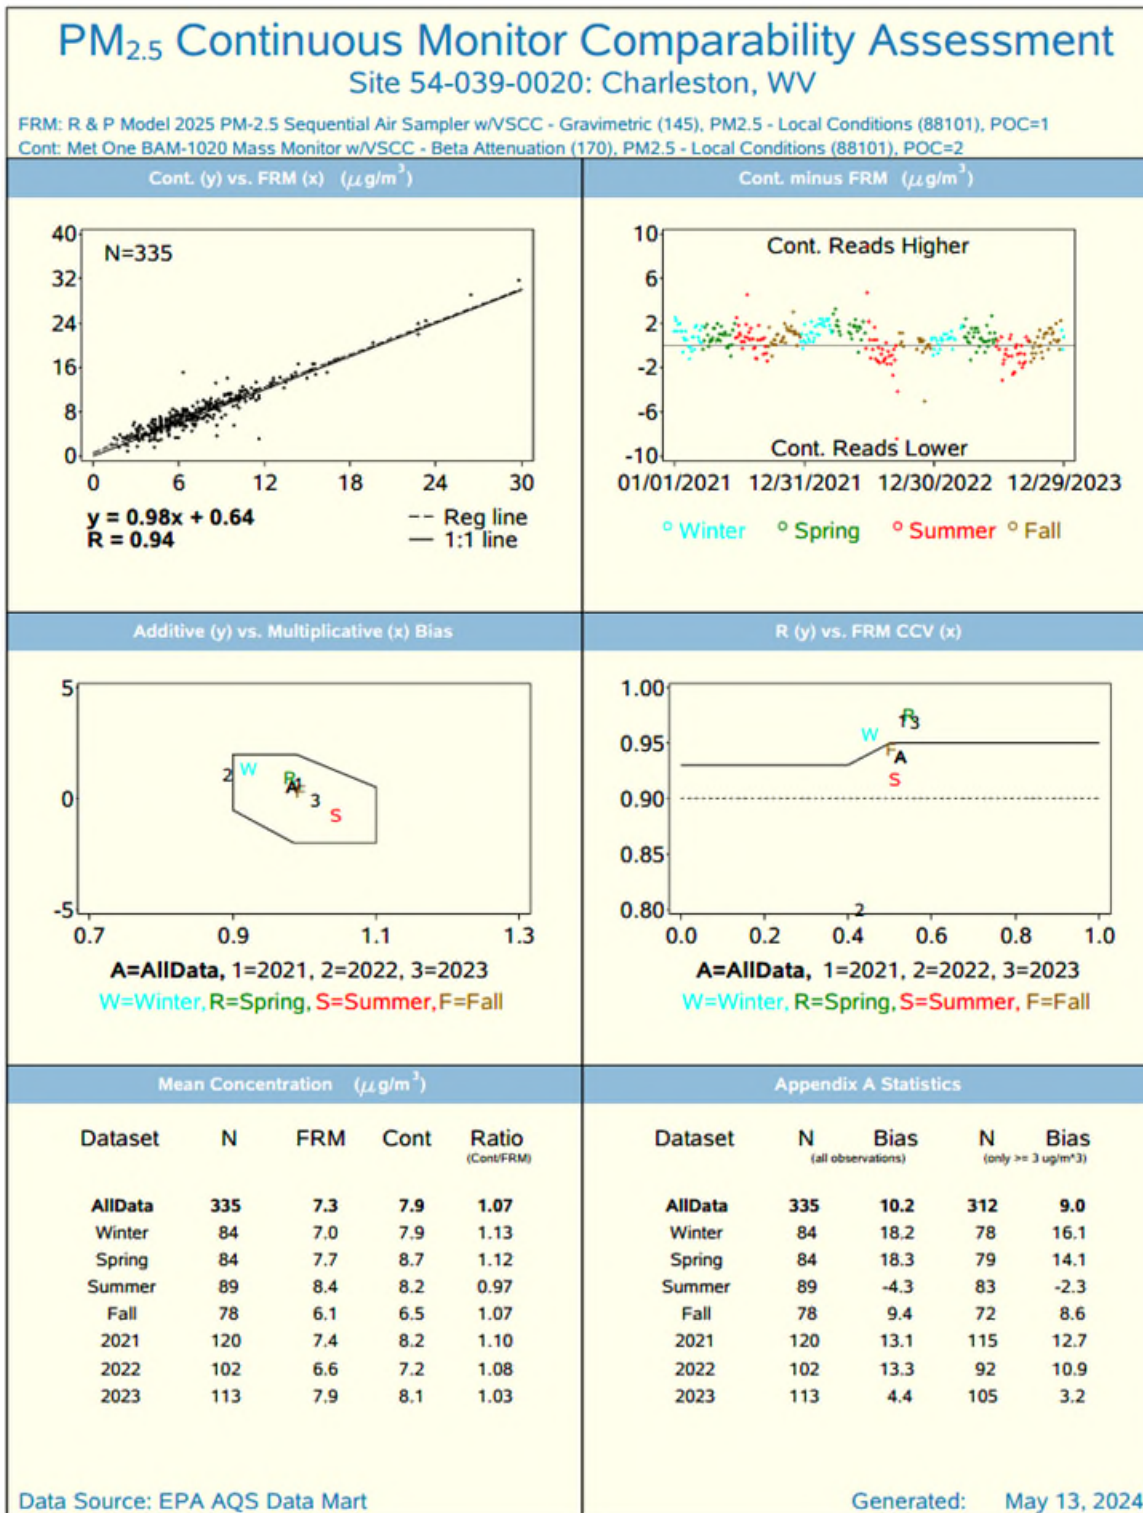 PM2.5 Continuous Monitor Comparability Assessment
Site 54-039-0020: Charleston, WV
FRM: R & P Model 2025 PM-2.5 Sequential Air Sampler w/VSCC - Gravimetric (145), PM2.5 - Local Conditions (88101), POC=1
Cont: Met One BAM-1020 Mass Monitor w/VSCC - Beta Attenuation (170), PM2.5 - Local Conditions (88101), POC=2
Cont. (y) vs. FRM (x) (μg/m³)
40
N=335
32
24
16
8
0
0 6 12 18 24 30
y = 0.98x + 0.64
R = 0.94
--- Reg line
— 1:1 line
Cont. minus FRM (μg/m³)
10
Cont. Reads Higher
6
2
-2
-6
Cont. Reads Lower
-10
01/01/2021 12/31/2021 12/30/2022 12/29/2023
Winter Spring Summer Fall
Additive (y) vs. Multiplicative (x) Bias
5
2 W R A 1 F 3 S
0
-5
0.7 0.9 1.1 1.3
A=AllData, 1=2021, 2=2022, 3=2023
W=Winter, R=Spring, S=Summer, F=Fall
R (y) vs. FRM CCV (x)
1.00
R
W 1 3
0.95
F A
S
0.90
0.85
0.80
2
0.0 0.2 0.4 0.6 0.8 1.0
A=AllData, 1=2021, 2=2022, 3=2023
W=Winter, R=Spring, S=Summer, F=Fall
Mean Concentration (μg/m³)
Dataset N FRM Cont Ratio
(Cont/FRM)
AllData 335 7.3 7.9 1.07
Winter 84 7.0 7.9 1.13
Spring 84 7.7 8.7 1.12
Summer 89 8.4 8.2 0.97
Fall 78 6.1 6.5 1.07
2021 120 7.4 8.2 1.10
2022 102 6.6 7.2 1.08
2023 113 7.9 8.1 1.03
Appendix A Statistics
Dataset N Bias N Bias
(all observations) (only >= 3 ug/m^3)
AllData 335 10.2 312 9.0
Winter 84 18.2 78 16.1
Spring 84 18.3 79 14.1
Summer 89 -4.3 83 -2.3
Fall 78 9.4 72 8.6
2021 120 13.1 115 12.7
2022 102 13.3 92 10.9
2023 113 4.4 105 3.2
Data Source: EPA AQS Data Mart
Generated: May 13, 2024